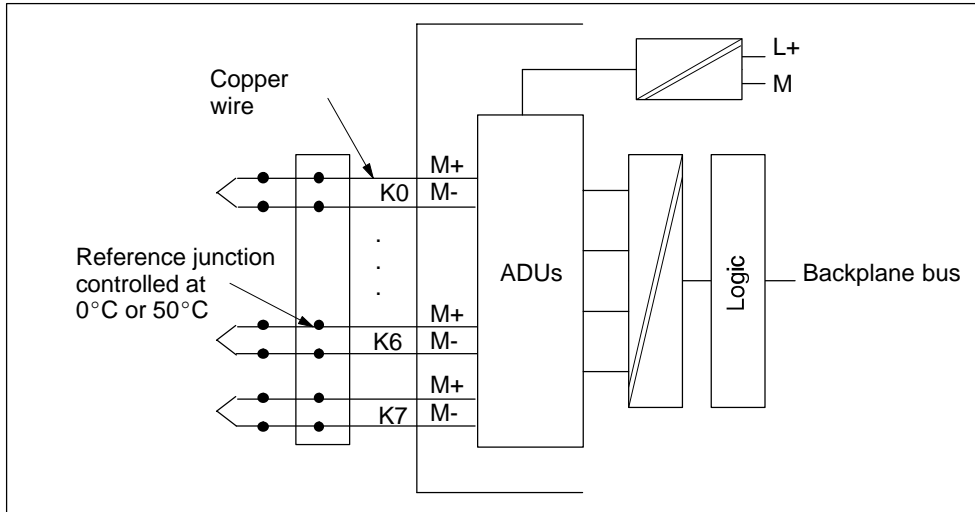 L+
M
Copper
wire
M+
K0
M-
.
.
.
Reference junction
controlled at
0°C or 50°C
M+
K6
M-
M+
K7
M-
ADUs
Logic
Backplane bus